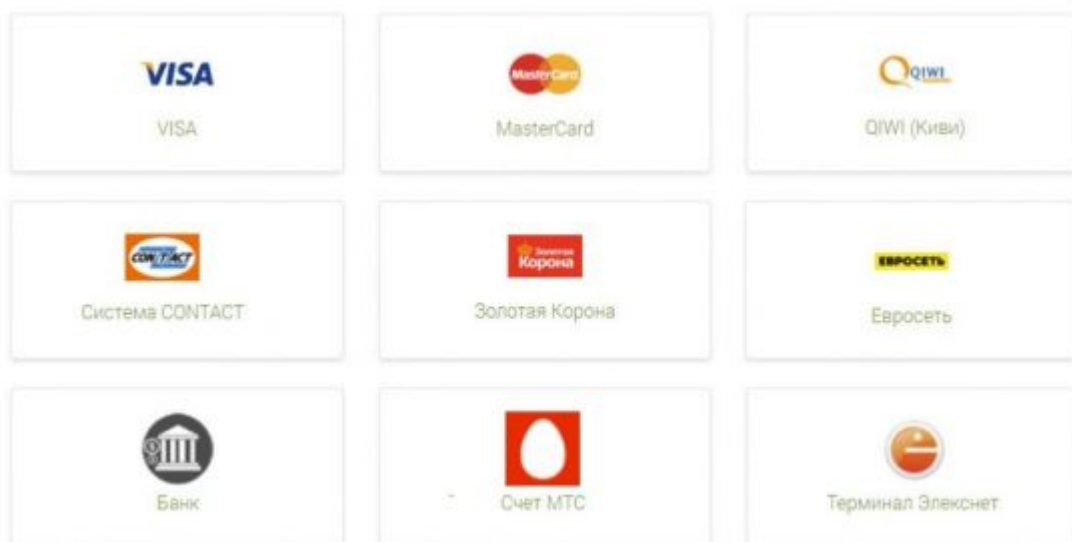 VISA
MasterCard
QIWI
VISA
MasterCard
QIWI (Киви)
CONTACT
Золотая
Корона
ЕВРОСЕТЬ
Система CONTACT
Золотая Корона
Евросеть
Банк
Счет МТС
Терминал Элекснет